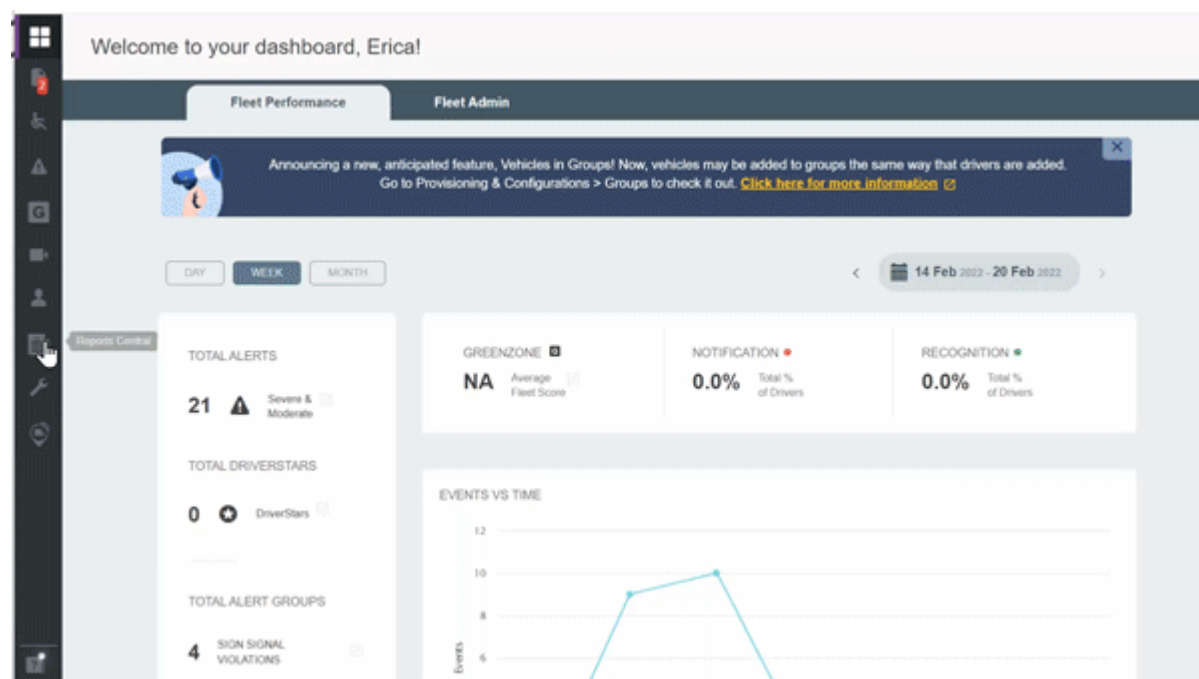 Welcome to your dashboard, Erica!
2
Fleet Performance
Fleet Admin
Announcing a new, anticipated feature, Vehicles in Groups! Now, vehicles may be added to groups the same way that drivers are added.
Go to Provisioning & Configurations > Groups to check it out. Click here for more information
G
DAY
WEEK
MONTH
14 Feb 2022 - 20 Feb 2022
Reports Central
TOTAL ALERTS
21
Severe &
Moderate
TOTAL DRIVERSTARS
0
DriverStars
TOTAL ALERT GROUPS
4
SIGN SIGNAL
VIOLATIONS
GREENZONE
NA
Average
Fleet Score
NOTIFICATION
0.0%
Total %
of Drivers
RECOGNITION
0.0%
Total %
of Drivers
EVENTS VS TIME
12
10
8
6
Events
?